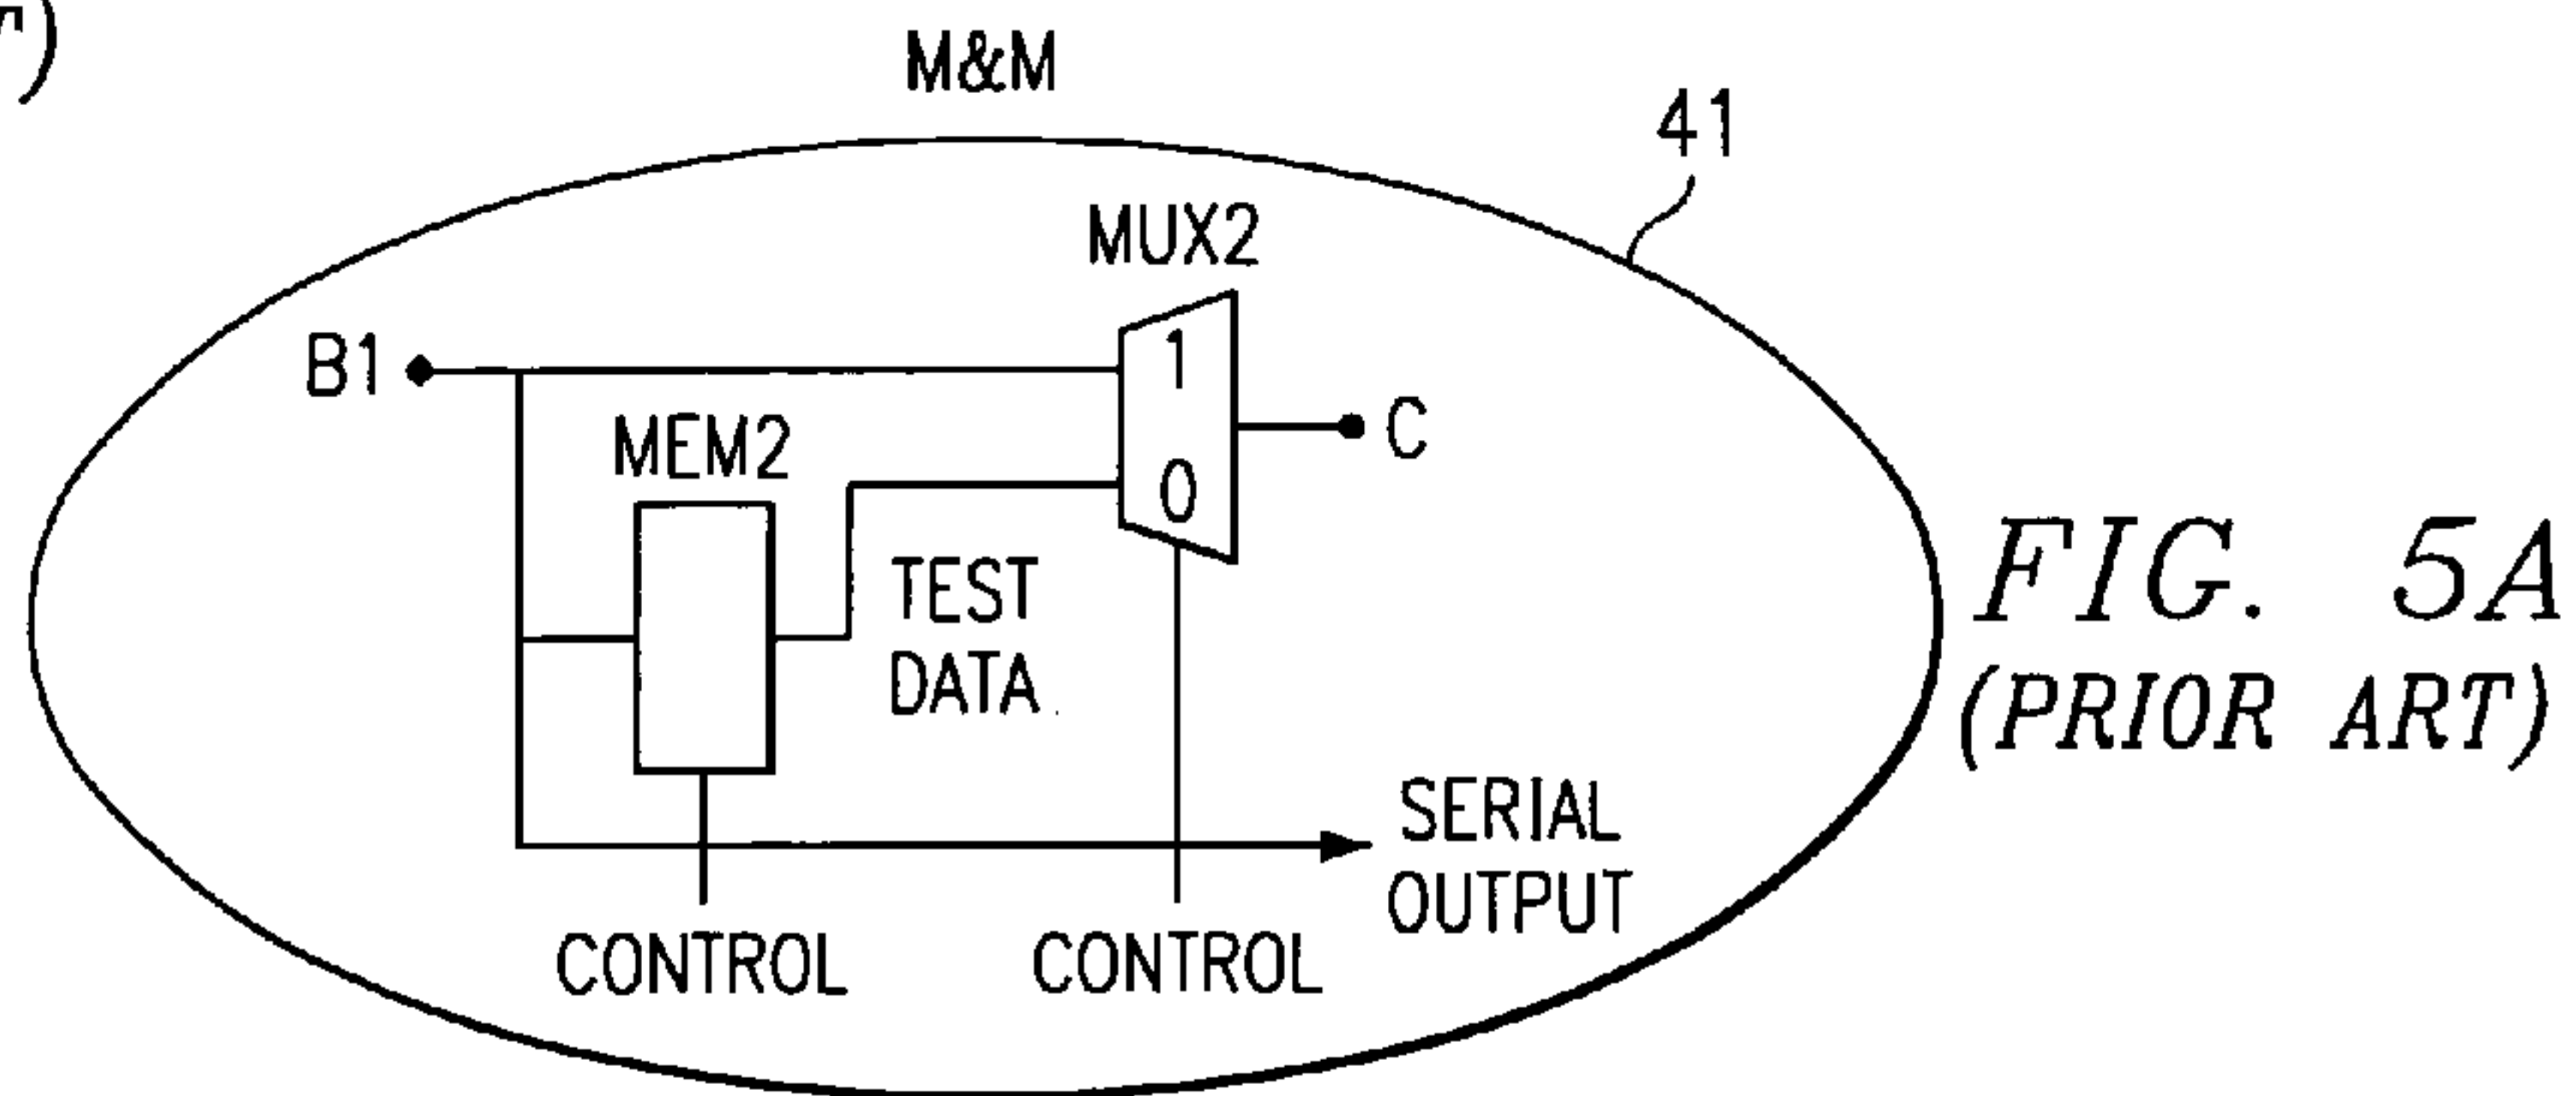 M&M
41
MUX2
B1
1
C
MEM2
0
TEST
DATA
SERIAL
OUTPUT
CONTROL
CONTROL
FIG. 5A
(PRIOR ART)